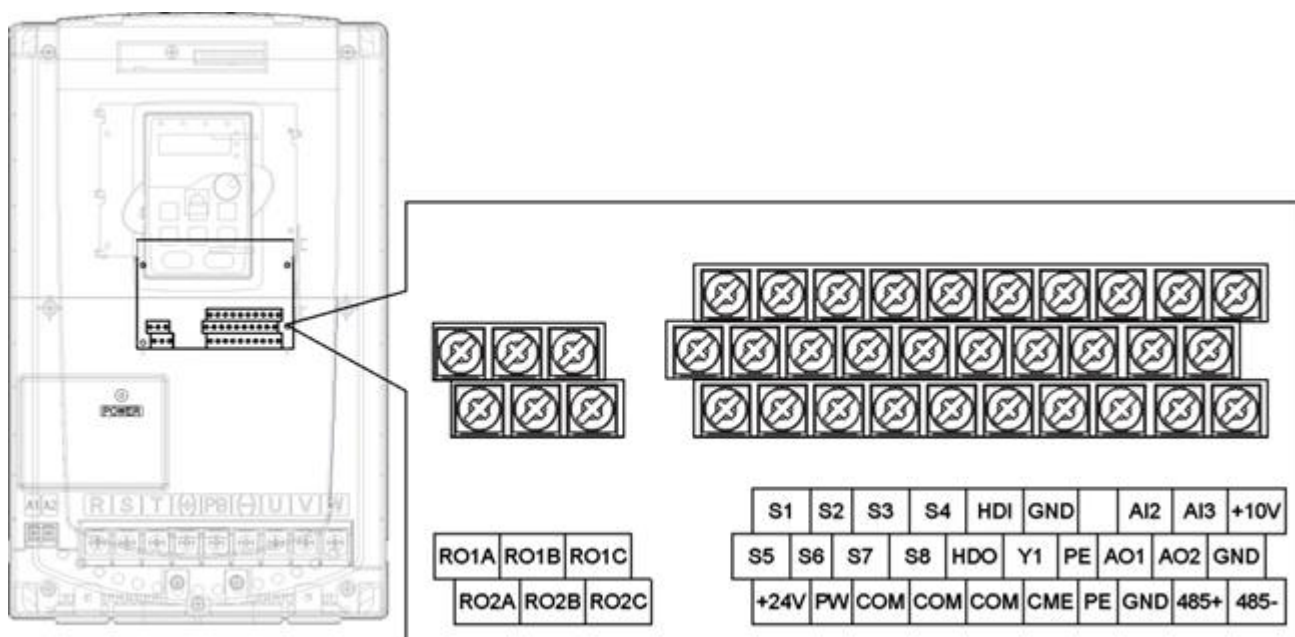 POWER
A1 A2
R S T (+) PB (-) U V W
S1 S2 S3 S4 HDI GND AI2 AI3 +10V
RO1A RO1B RO1C
S5 S6 S7 S8 HDO Y1 PE AO1 AO2 GND
RO2A RO2B RO2C
+24V PW COM COM COM CME PE GND 485+ 485-